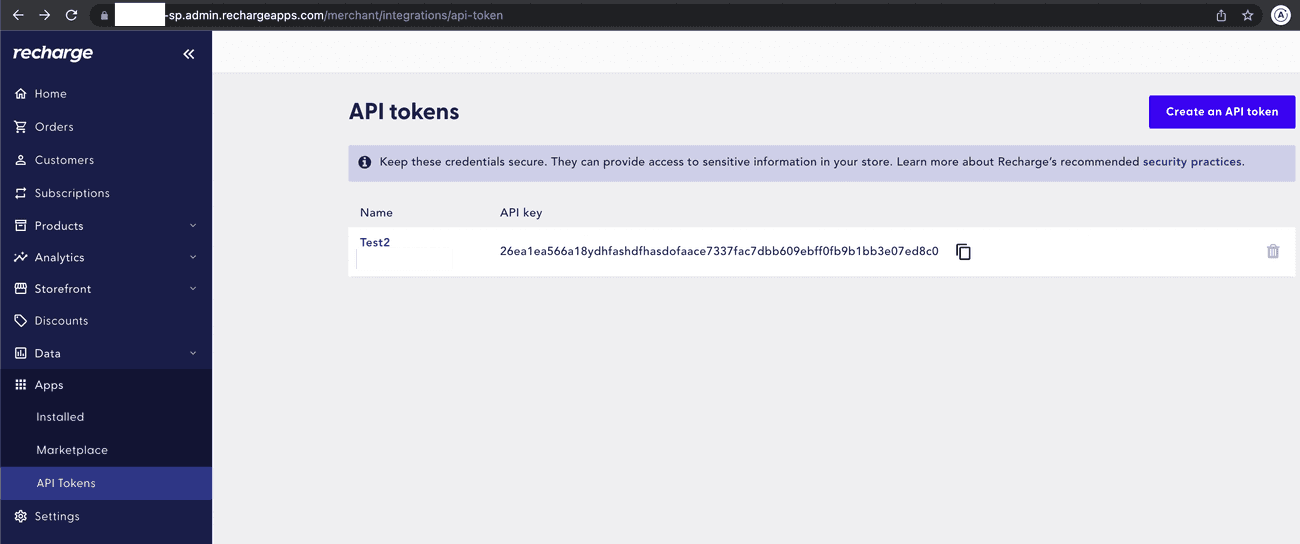 -sp.admin.rechargeapps.com/merchant/integrations/api-token
recharge
Home
Orders
Customers
Subscriptions
Products
Analytics
Storefront
Discounts
Data
Apps
Installed
Marketplace
API Tokens
Settings
API tokens
Create an API token
Keep these credentials secure. They can provide access to sensitive information in your store. Learn more about Recharge's recommended security practices.
Name API key
Test2 26ea1ea566a18ydhfashdfhasdofaace7337fac7dbb609ebff0fb9b1bb3e07ed8c0